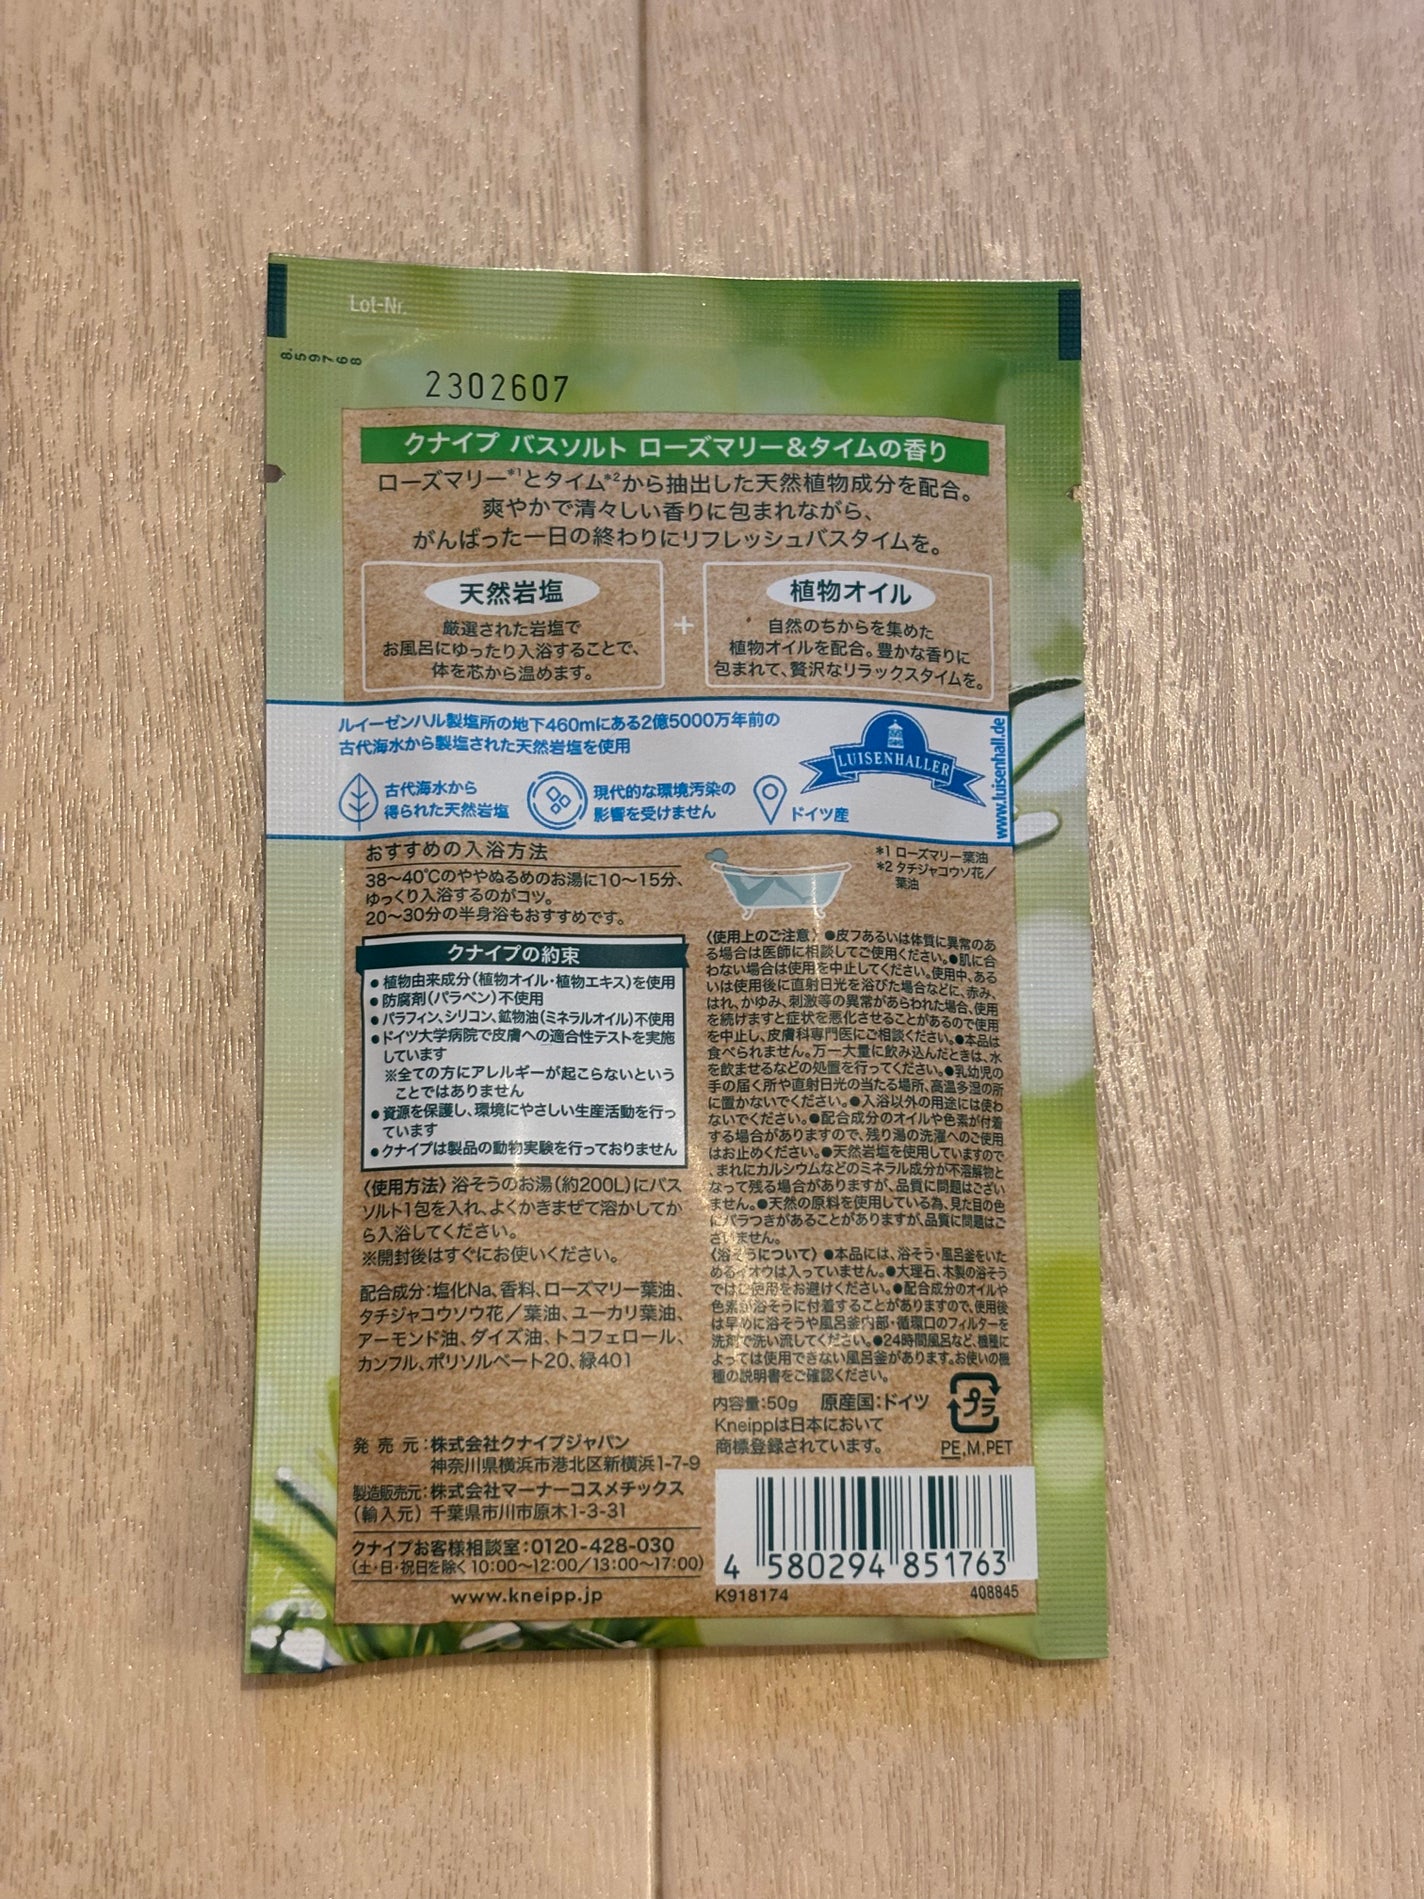 Lot-Nr.
859768
2302607
クナイプ バスソルト ローズマリー&タイムの香り
ローズマリー*1とタイム*2から抽出した天然植物成分を配合。
爽やかで清々しい香りに包まれながら、
がんばった一日の終わりにリフレッシュバスタイムを。
天然岩塩
厳選された岩塩で
お風呂にゆったり入浴することで、
体を芯から温めます。
+
植物オイル
自然のちからを集めた
植物オイルを配合。豊かな香りに
包まれて、贅沢なリラックスタイムを。
ルイーゼンハル製塩所の地下460mにある2億5000万年前の
古代海水から製塩された天然岩塩を使用
古代海水から
得られた天然岩塩
現代的な環境汚染の
影響を受けません
ドイツ産
LUISENHALLER
www.luisenhall.de
おすすめの入浴方法
38〜40℃のややぬるめのお湯に10〜15分、
ゆっくり入浴するのがコツ。
20〜30分の半身浴もおすすめです。
*1 ローズマリー葉油
*2 タチジャコウソウ花/
葉油
クナイプの約束
●植物由来成分(植物オイル・植物エキス)を使用
●防腐剤(パラベン)不使用
●パラフィン、シリコン、鉱物油(ミネラルオイル)不使用
●ドイツ大学病院で皮膚への適合性テストを実施
しています
※全ての方にアレルギーが起こらないという
ことではありません
●資源を保護し、環境にやさしい生産活動を行っ
ています
●クナイプは製品の動物実験を行っておりません
〈使用方法〉浴そうのお湯(約200L)にバス
ソルト1包を入れ、よくかきまぜて溶かしてか
ら入浴してください。
※開封後はすぐにお使いください。
配合成分:塩化Na、香料、ローズマリー葉油、
タチジャコウソウ花/葉油、ユーカリ葉油、
アーモンド油、ダイズ油、トコフェロール、
カンフル、ポリソルベート20、緑401
発売元:株式会社クナイプジャパン
神奈川県横浜市港北区新横浜1-7-9
製造販売元:株式会社マーナーコスメチックス
(輸入元) 千葉県市川市原木1-3-31
クナイプお客様相談室:0120-428-030
(土・日・祝日を除く 10:00〜12:00/13:00〜17:00)
www.kneipp.jp
〈使用上のご注意〉●皮フあるいは体質に異常のあ
る場合は医師に相談してご使用ください。●肌に合
わない場合は使用を中止してください。使用中、ある
いは使用後に直射日光を浴びた場合などに、赤み、
はれ、かゆみ、刺激等の異常があらわれた場合、使用
を続けますと症状を悪化させることがあるので使用
を中止し、皮膚科専門医にご相談ください。●本品は
食べられません。万一大量に飲み込んだときは、水
を飲ませるなどの処置を行ってください。●乳幼児の
手の届く所や直射日光の当たる場所、高温多湿の所
に置かないでください。●入浴以外の用途には使わ
ないでください。●配合成分のオイルや色素が付着
する場合がありますので、残り湯の洗濯へのご使用
はお止めください。●天然岩塩を使用していますので
、まれにカルシウムなどのミネラル成分が不溶解物と
なって残る場合がありますが、品質に問題はござい
ません。●天然の原料を使用している為、見た目の色
にバラつきがあることがありますが、品質に問題はご
ざいません。
〈浴そうについて〉●本品には、浴そう・風呂釜をいた
めるイオウは入っていません。●大理石、木製の浴そう
ではご使用をお避けください。●配合成分のオイルや
色素が浴そうに付着することがありますので、使用後
は早めに浴そうや風呂釜内部・循環口のフィルターを
洗剤で洗い流してください。●24時間風呂など、機種に
よっては使用できない風呂釜があります。お使いの機
種の説明書をご確認ください。
内容量:50g 原産国:ドイツ
Kneippは日本において
商標登録されています。
プラ
PE,M,PET
4 580294 851763
K918174
408845